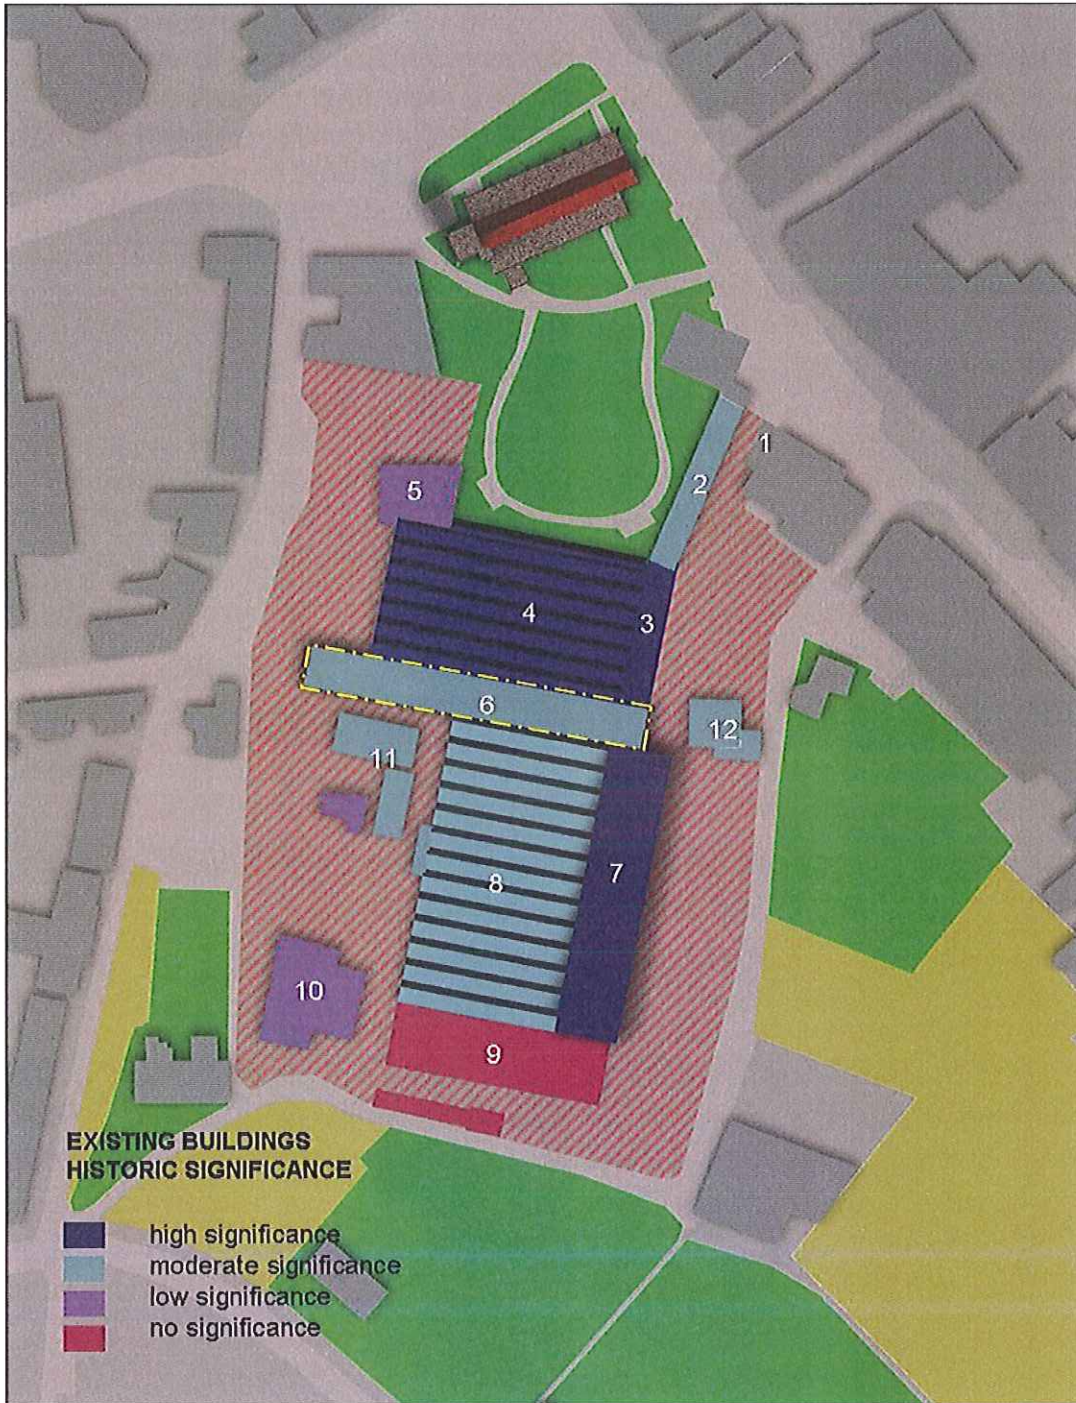 1
2
5
4
3
6
12
11
7
8
10
9
EXISTING BUILDINGS
HISTORIC SIGNIFICANCE
high significance
moderate significance
low significance
no significance